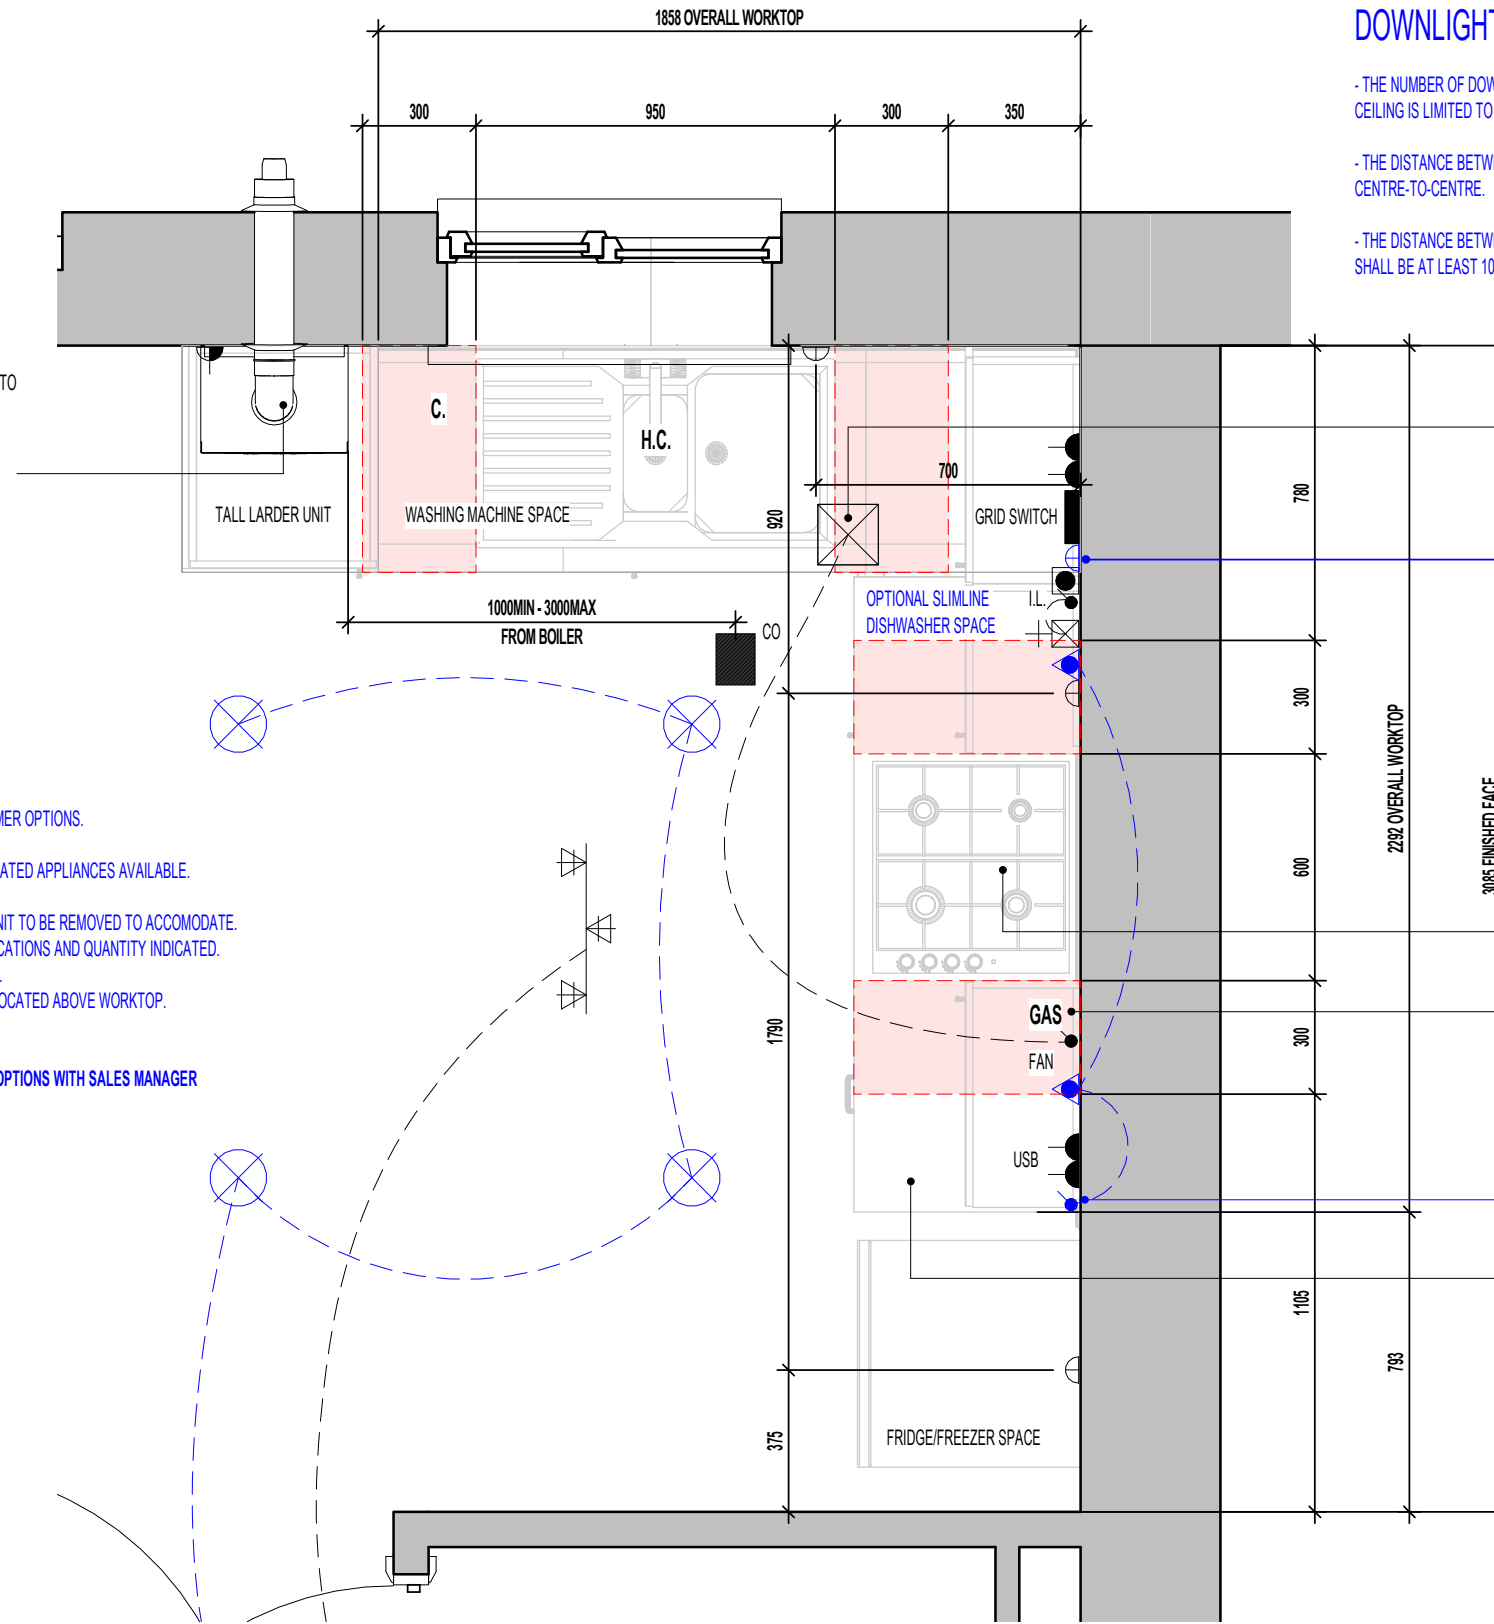 1858 OVERALL WORKTOP
DOWNLIGHT
- THE NUMBER OF DOW
CEILING IS LIMITED TO
- THE DISTANCE BETW
CENTRE-TO-CENTRE.
- THE DISTANCE BETW
SHALL BE AT LEAST 10
300
950
300
350
TO
C.
H.C.
700
TALL LARDER UNIT
WASHING MACHINE SPACE
920
GRID SWITCH
780
1000MIN - 3000MAX
FROM BOILER
CO
OPTIONAL SLIMLINE
DISHWASHER SPACE
I.L.
300
2292 OVERALL WORKTOP
3085 FINISHED FACE
MER OPTIONS.
ATED APPLIANCES AVAILABLE.
NIT TO BE REMOVED TO ACCOMODATE.
CATIONS AND QUANTITY INDICATED.
.
OCATED ABOVE WORKTOP.
OPTIONS WITH SALES MANAGER
600
1790
GAS
FAN
300
USB
1105
793
375
FRIDGE/FREEZER SPACE